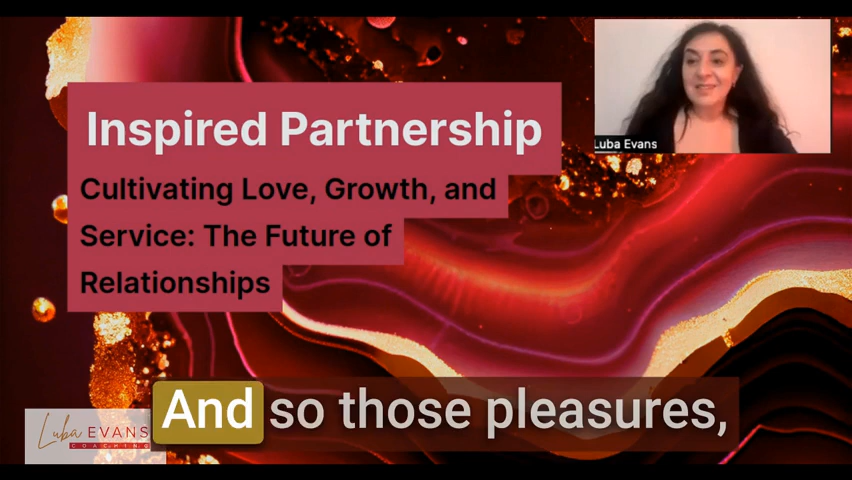 Inspired Partnership
Luba Evans
Cultivating Love, Growth, and
Service: The Future of
Relationships
And so those pleasures,
Luba EVANS
COACHING